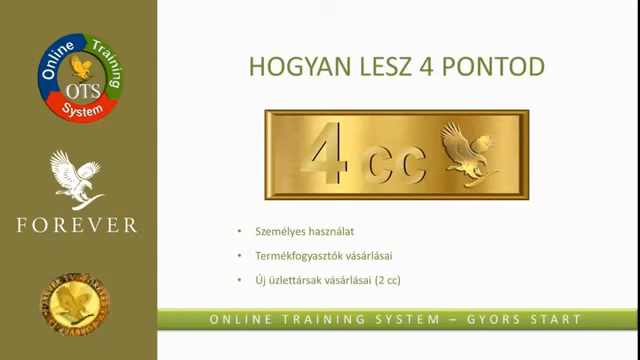 Online Training System
OTS
FOREVER
HOGYAN LESZ 4 PONTOD
4 cc
• Személyes használat
• Termékfogyasztók vásárlásai
• Új üzlettársak vásárlásai (2 cc)
ONLINE TRAINING SYSTEM – GYORS START